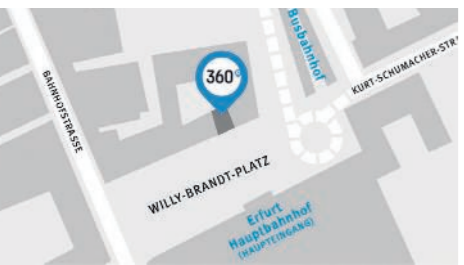 Busbahnhof
360°
KURT-SCHUMACHER-STR
BAHNHOFSTRASSE
WILLY-BRANDT-PLATZ
Erfurt
Hauptbahnhof
(HAUPTEINGANG)